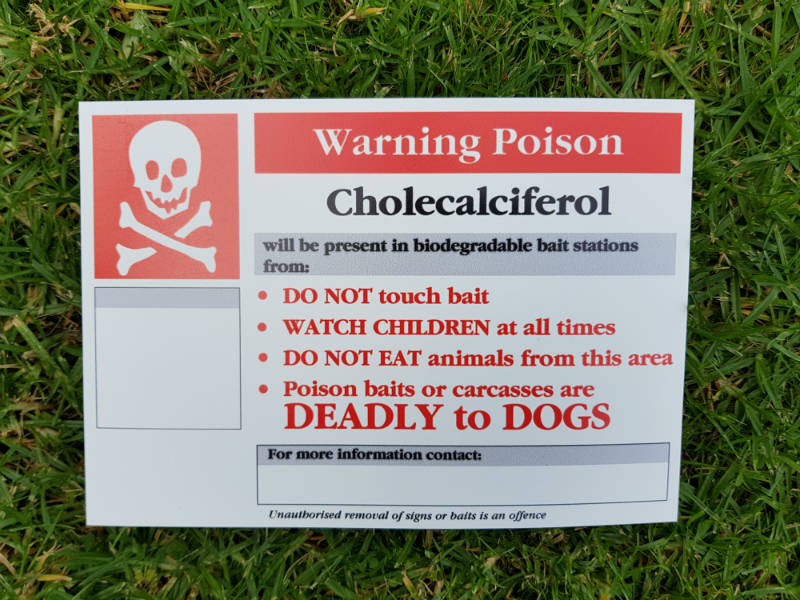 Warning Poison
Cholecalciferol
will be present in biodegradable bait stations
from:
• DO NOT touch bait
• WATCH CHILDREN at all times
• DO NOT EAT animals from this area
• Poison baits or carcasses are
DEADLY to DOGS
For more information contact:
Unauthorised removal of signs or baits is an offence